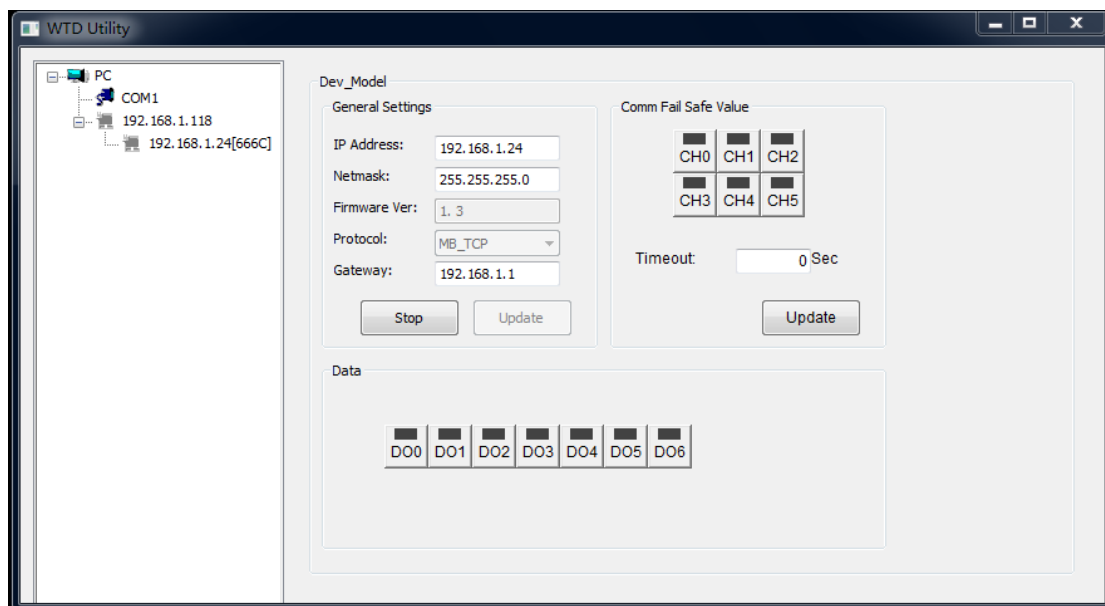 WTD Utility
PC
COM1
192.168.1.118
192.168.1.24[666C]
Dev_Model
General Settings
IP Address: 192.168.1.24
Netmask: 255.255.255.0
Firmware Ver: 1. 3
Protocol: MB_TCP
Gateway: 192.168.1.1
Stop Update
Comm Fail Safe Value
CH0 CH1 CH2
CH3 CH4 CH5
Timeout: 0 Sec
Update
Data
DO0 DO1 DO2 DO3 DO4 DO5 DO6